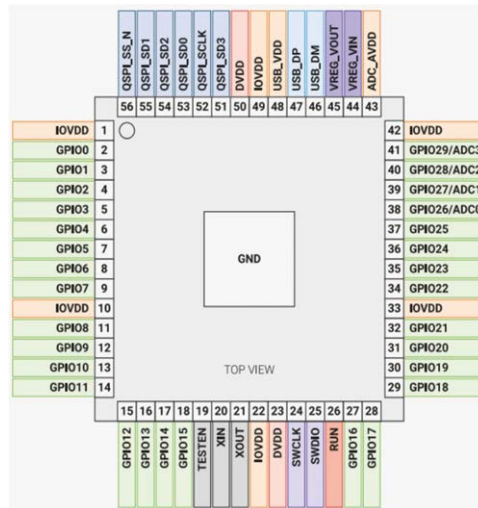 QSPI_SS_N
QSPI_SD1
QSPI_SD2
QSPI_SD0
QSPI_SCLK
QSPI_SD3
DVDD
IOVDD
USB_VDD
USB_DP
USB_DM
VREG_VOUT
VREG_VIN
ADC_AVDD
56 55 54 53 52 51 50 49 48 47 46 45 44 43
IOVDD 1
GPIO0 2
GPIO1 3
GPIO2 4
GPIO3 5
GPIO4 6
GPIO5 7
GPIO6 8
GPIO7 9
IOVDD 10
GPIO8 11
GPIO9 12
GPIO10 13
GPIO11 14
GND
TOP VIEW
42 IOVDD
41 GPIO29/ADC3
40 GPIO28/ADC2
39 GPIO27/ADC1
38 GPIO26/ADC0
37 GPIO25
36 GPIO24
35 GPIO23
34 GPIO22
33 IOVDD
32 GPIO21
31 GPIO20
30 GPIO19
29 GPIO18
15 16 17 18 19 20 21 22 23 24 25 26 27 28
GPIO12
GPIO13
GPIO14
GPIO15
TESTEN
XIN
XOUT
IOVDD
DVDD
SWCLK
SWDIO
RUN
GPIO16
GPIO17